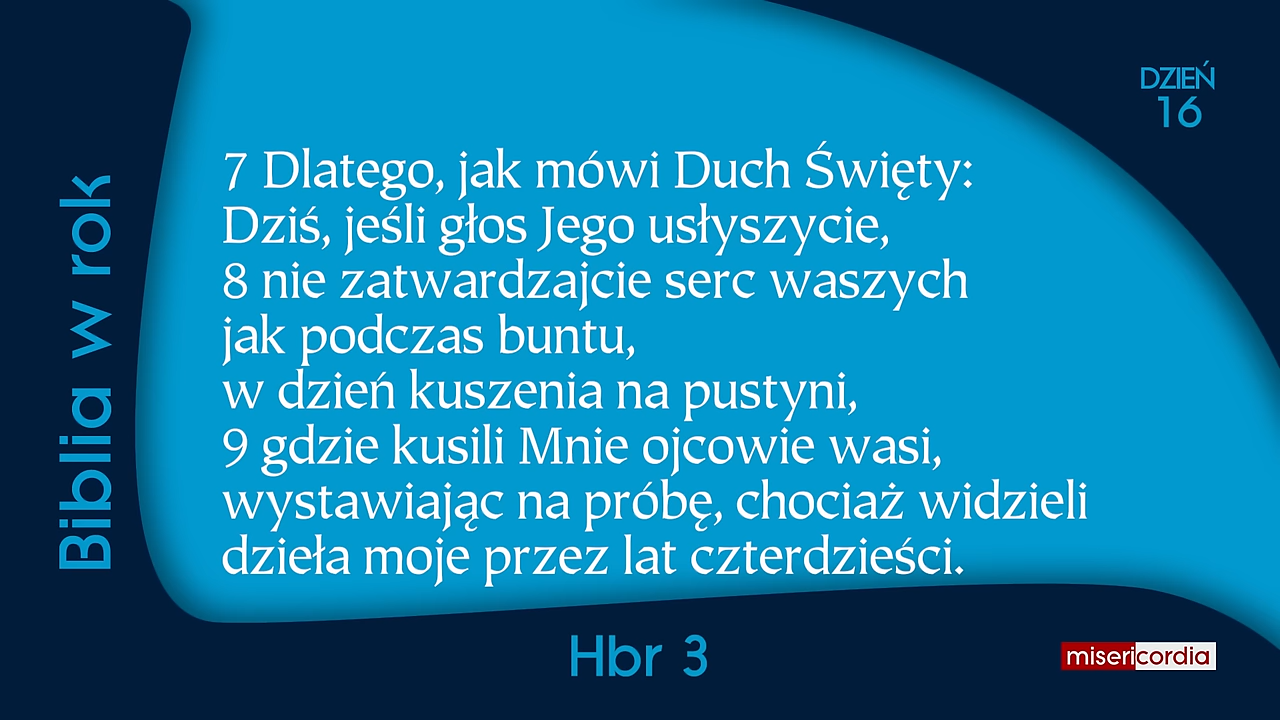 DZIEŃ
16
Biblia w rok
7 Dlatego, jak mówi Duch Święty:
Dziś, jeśli głos Jego usłyszycie,
8 nie zatwardzajcie serc waszych
jak podczas buntu,
w dzień kuszenia na pustyni,
9 gdzie kusili Mnie ojcowie wasi,
wystawiając na próbę, chociaż widzieli
dzieła moje przez lat czterdzieści.
Hbr 3
misericordia